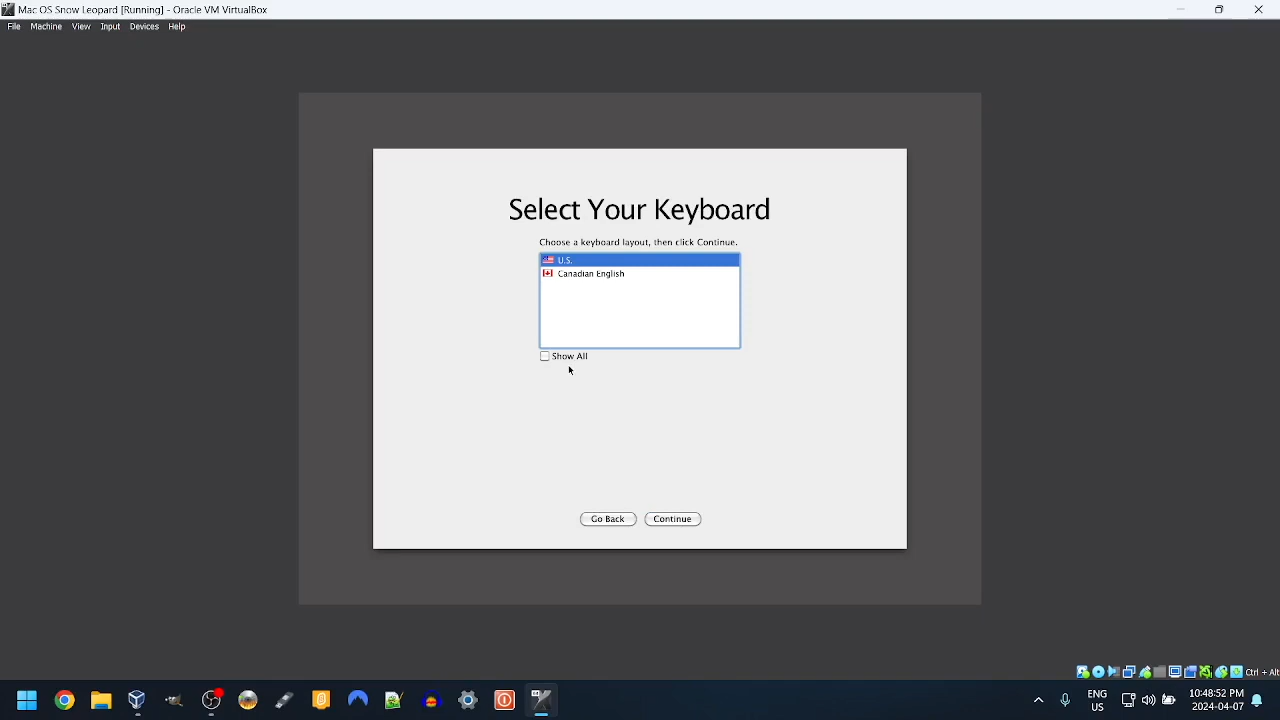 Mac OS Snow Leopard [Running] - Oracle VM VirtualBox
File Machine View Input Devices Help
Select Your Keyboard
Choose a keyboard layout, then click Continue.
U.S.
Canadian English
Show All
Go Back Continue
Ctrl + Alt
ENG
US
10:48:52 PM
2024-04-07